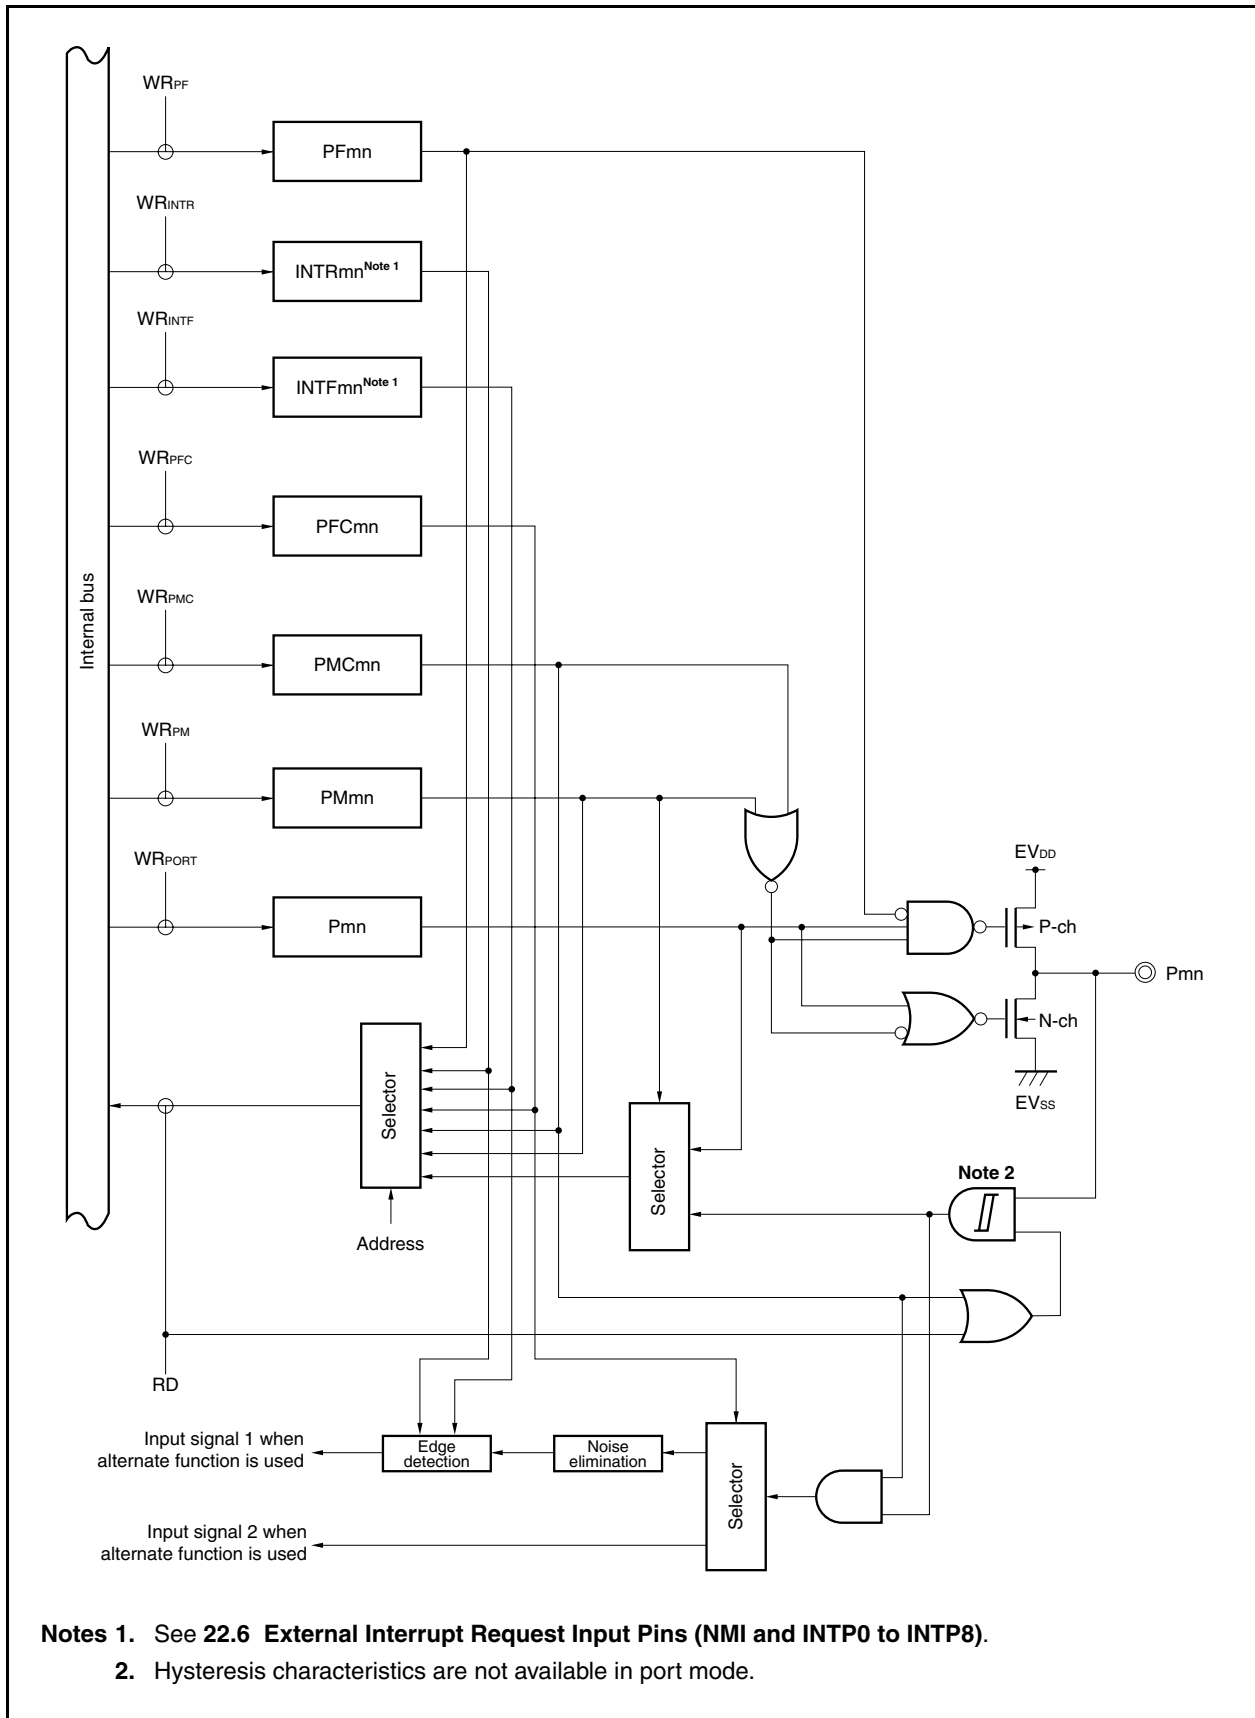 WRPF
PFmn
WRINTR
INTRmnNote 1
WRINTF
INTFmnNote 1
WRPFC
PFCmn
Internal bus
WRPMC
PMCmn
WRPM
PMmn
WRPORT
Pmn
EVDD
P-ch
Pmn
N-ch
EVSS
Selector
Address
Selector
Note 2
RD
Input signal 1 when
alternate function is used
Edge
detection
Noise
elimination
Selector
Input signal 2 when
alternate function is used
Notes 1. See 22.6 External Interrupt Request Input Pins (NMI and INTP0 to INTP8).
2. Hysteresis characteristics are not available in port mode.